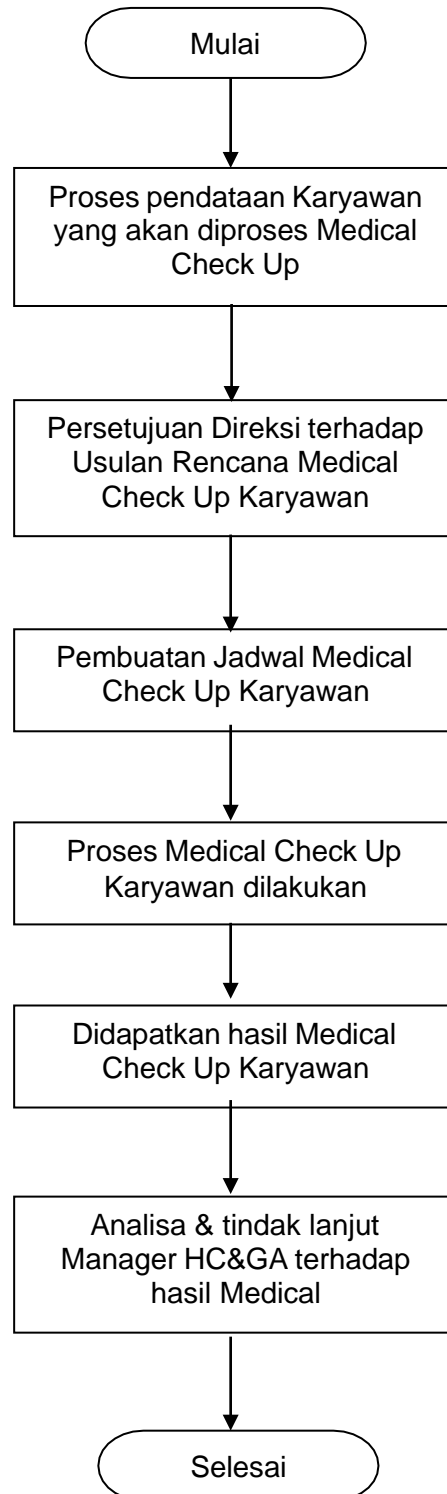 Mulai
Proses pendataan Karyawan
yang akan diproses Medical
Check Up
Persetujuan Direksi terhadap
Usulan Rencana Medical
Check Up Karyawan
Pembuatan Jadwal Medical
Check Up Karyawan
Proses Medical Check Up
Karyawan dilakukan
Didapatkan hasil Medical
Check Up Karyawan
Analisa & tindak lanjut
Manager HC&GA terhadap
hasil Medical
Selesai